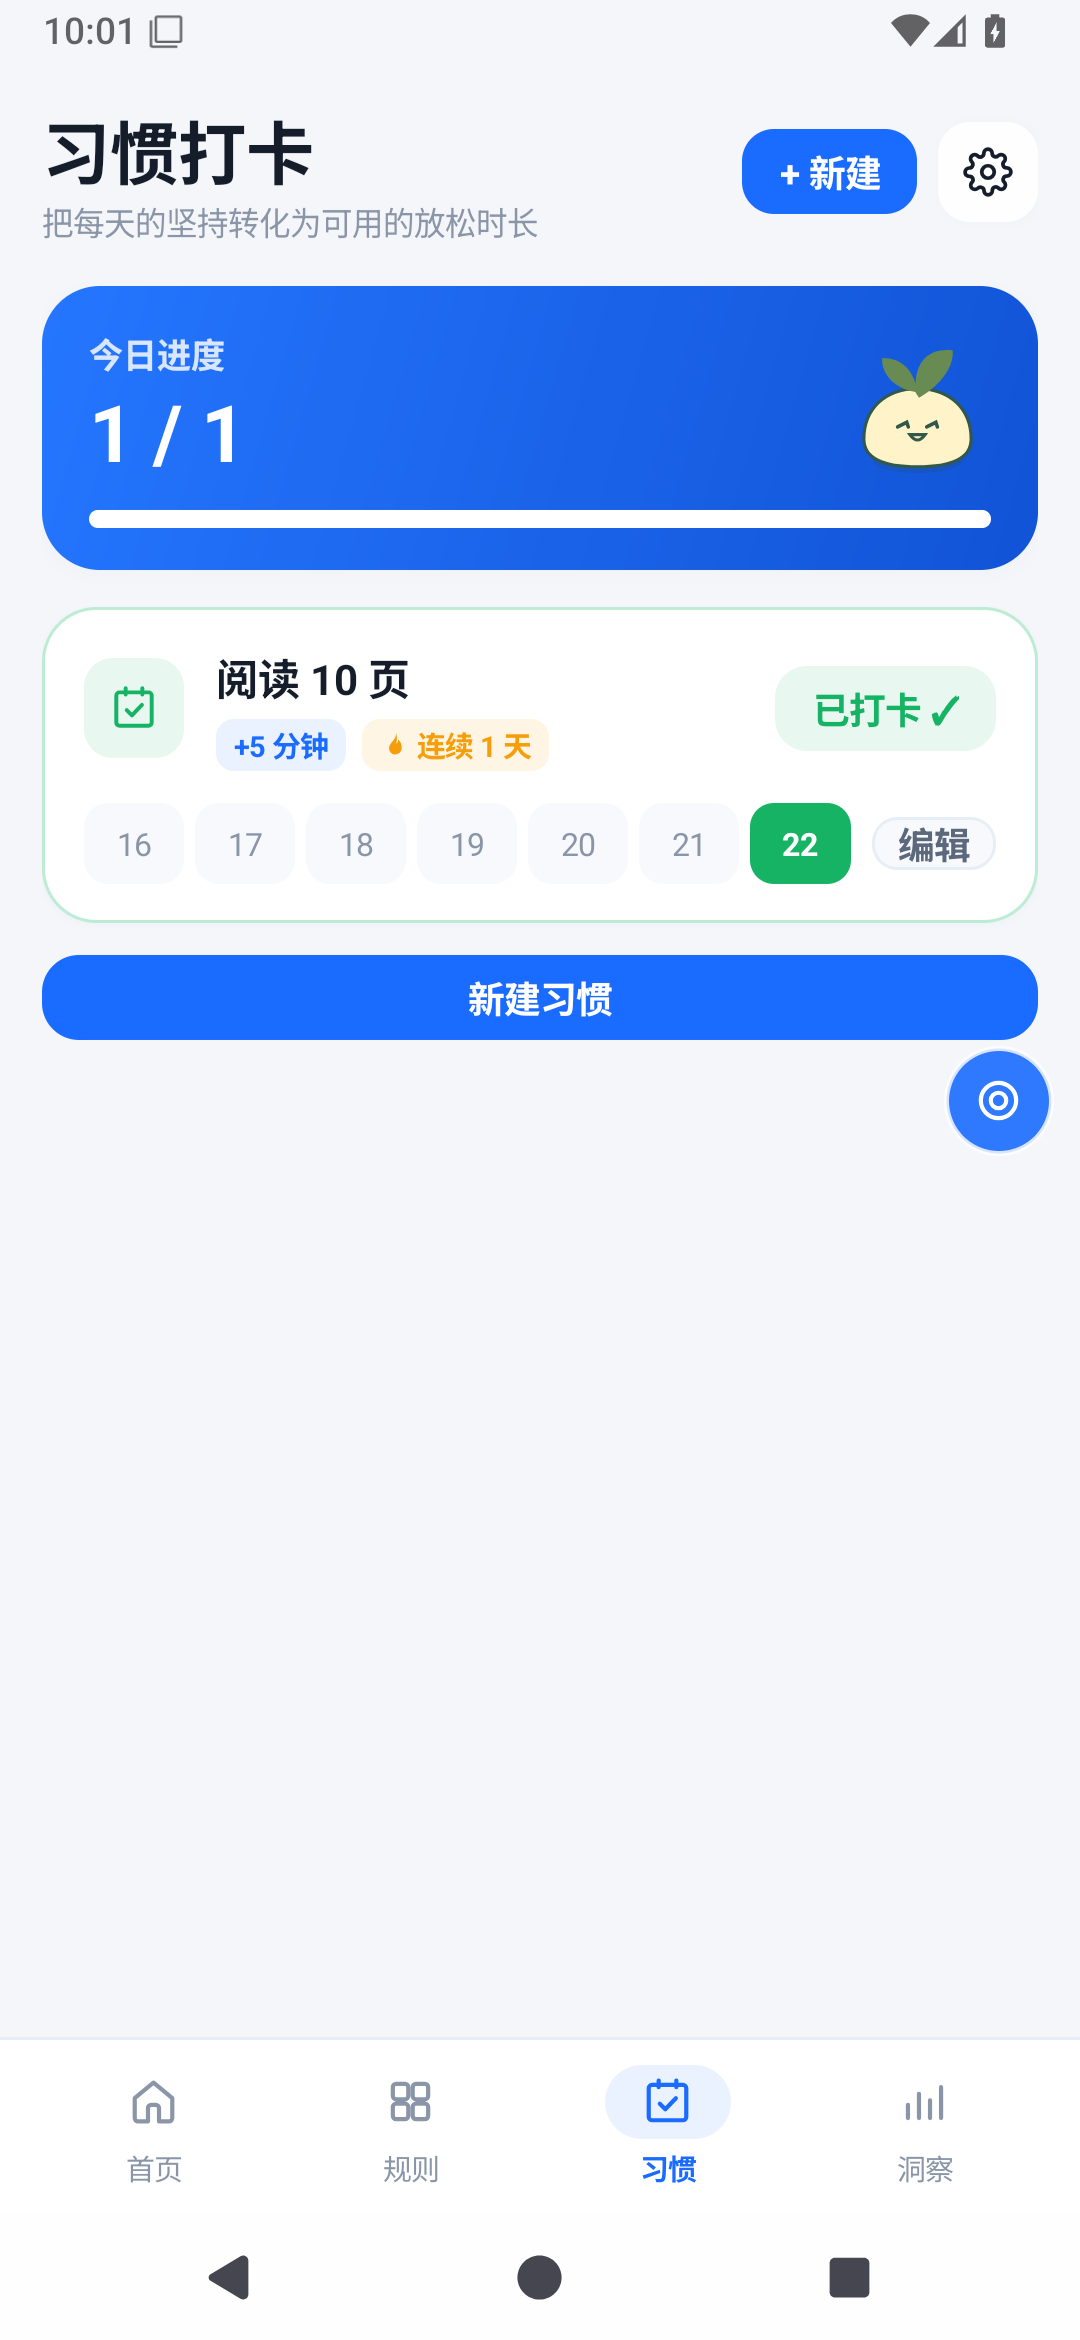 10:01
习惯打卡
把每天的坚持转化为可用的放松时长
+ 新建
今日进度
1 / 1
阅读 10 页
+5 分钟
连续 1 天
已打卡 ✓
16 17 18 19 20 21 22
编辑
新建习惯
首页 规则 习惯 洞察